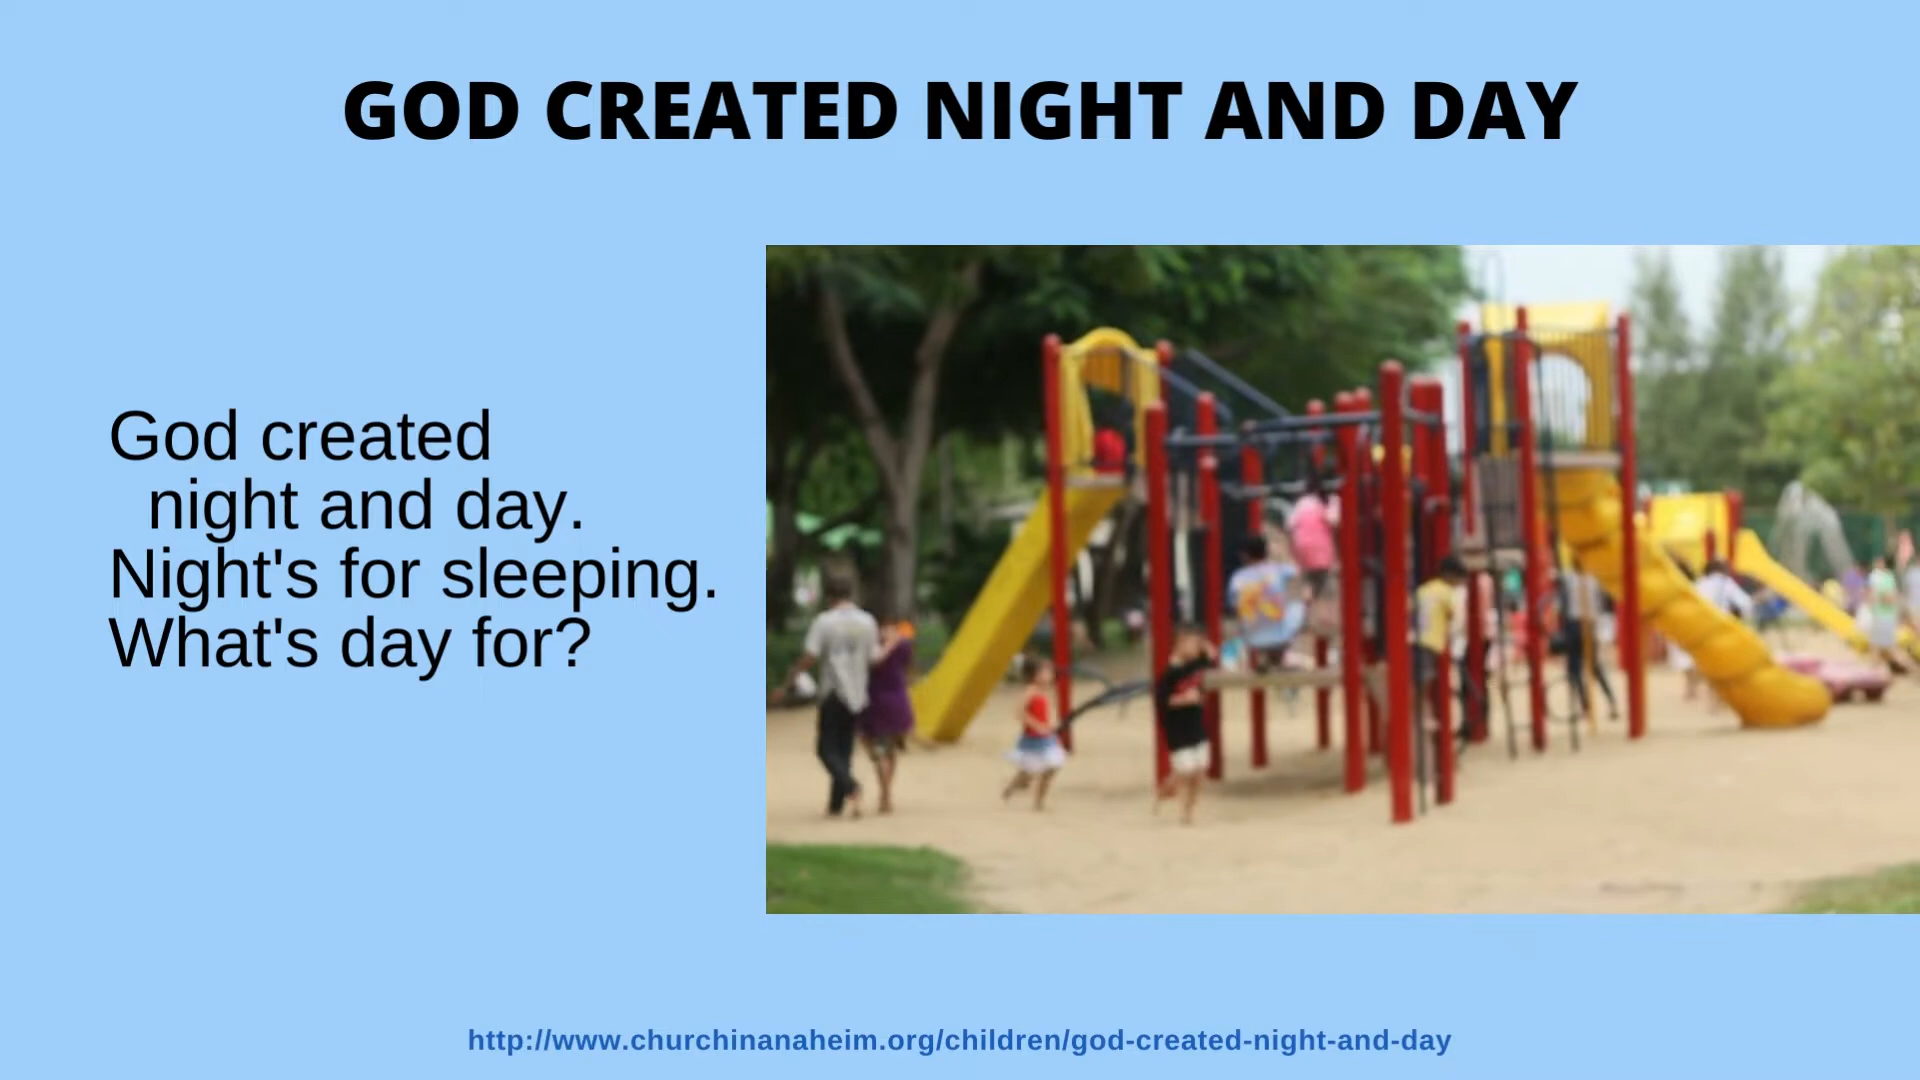 GOD CREATED NIGHT AND DAY
God created
night and day.
Night's for sleeping.
What's day for?
http://www.churchinanaheim.org/children/god-created-night-and-day